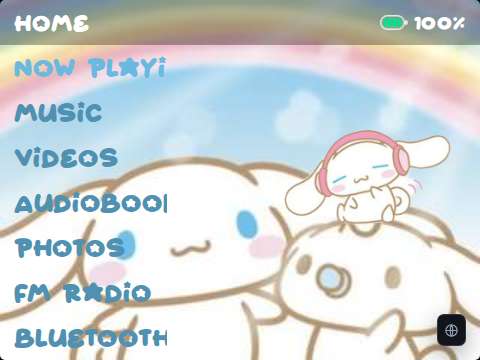 HOME
100%
NOW PLAYi
MUSiC
ViDEOS
AUDiOBOO
PHOTOS
FM RADiO
BLUETOOTH